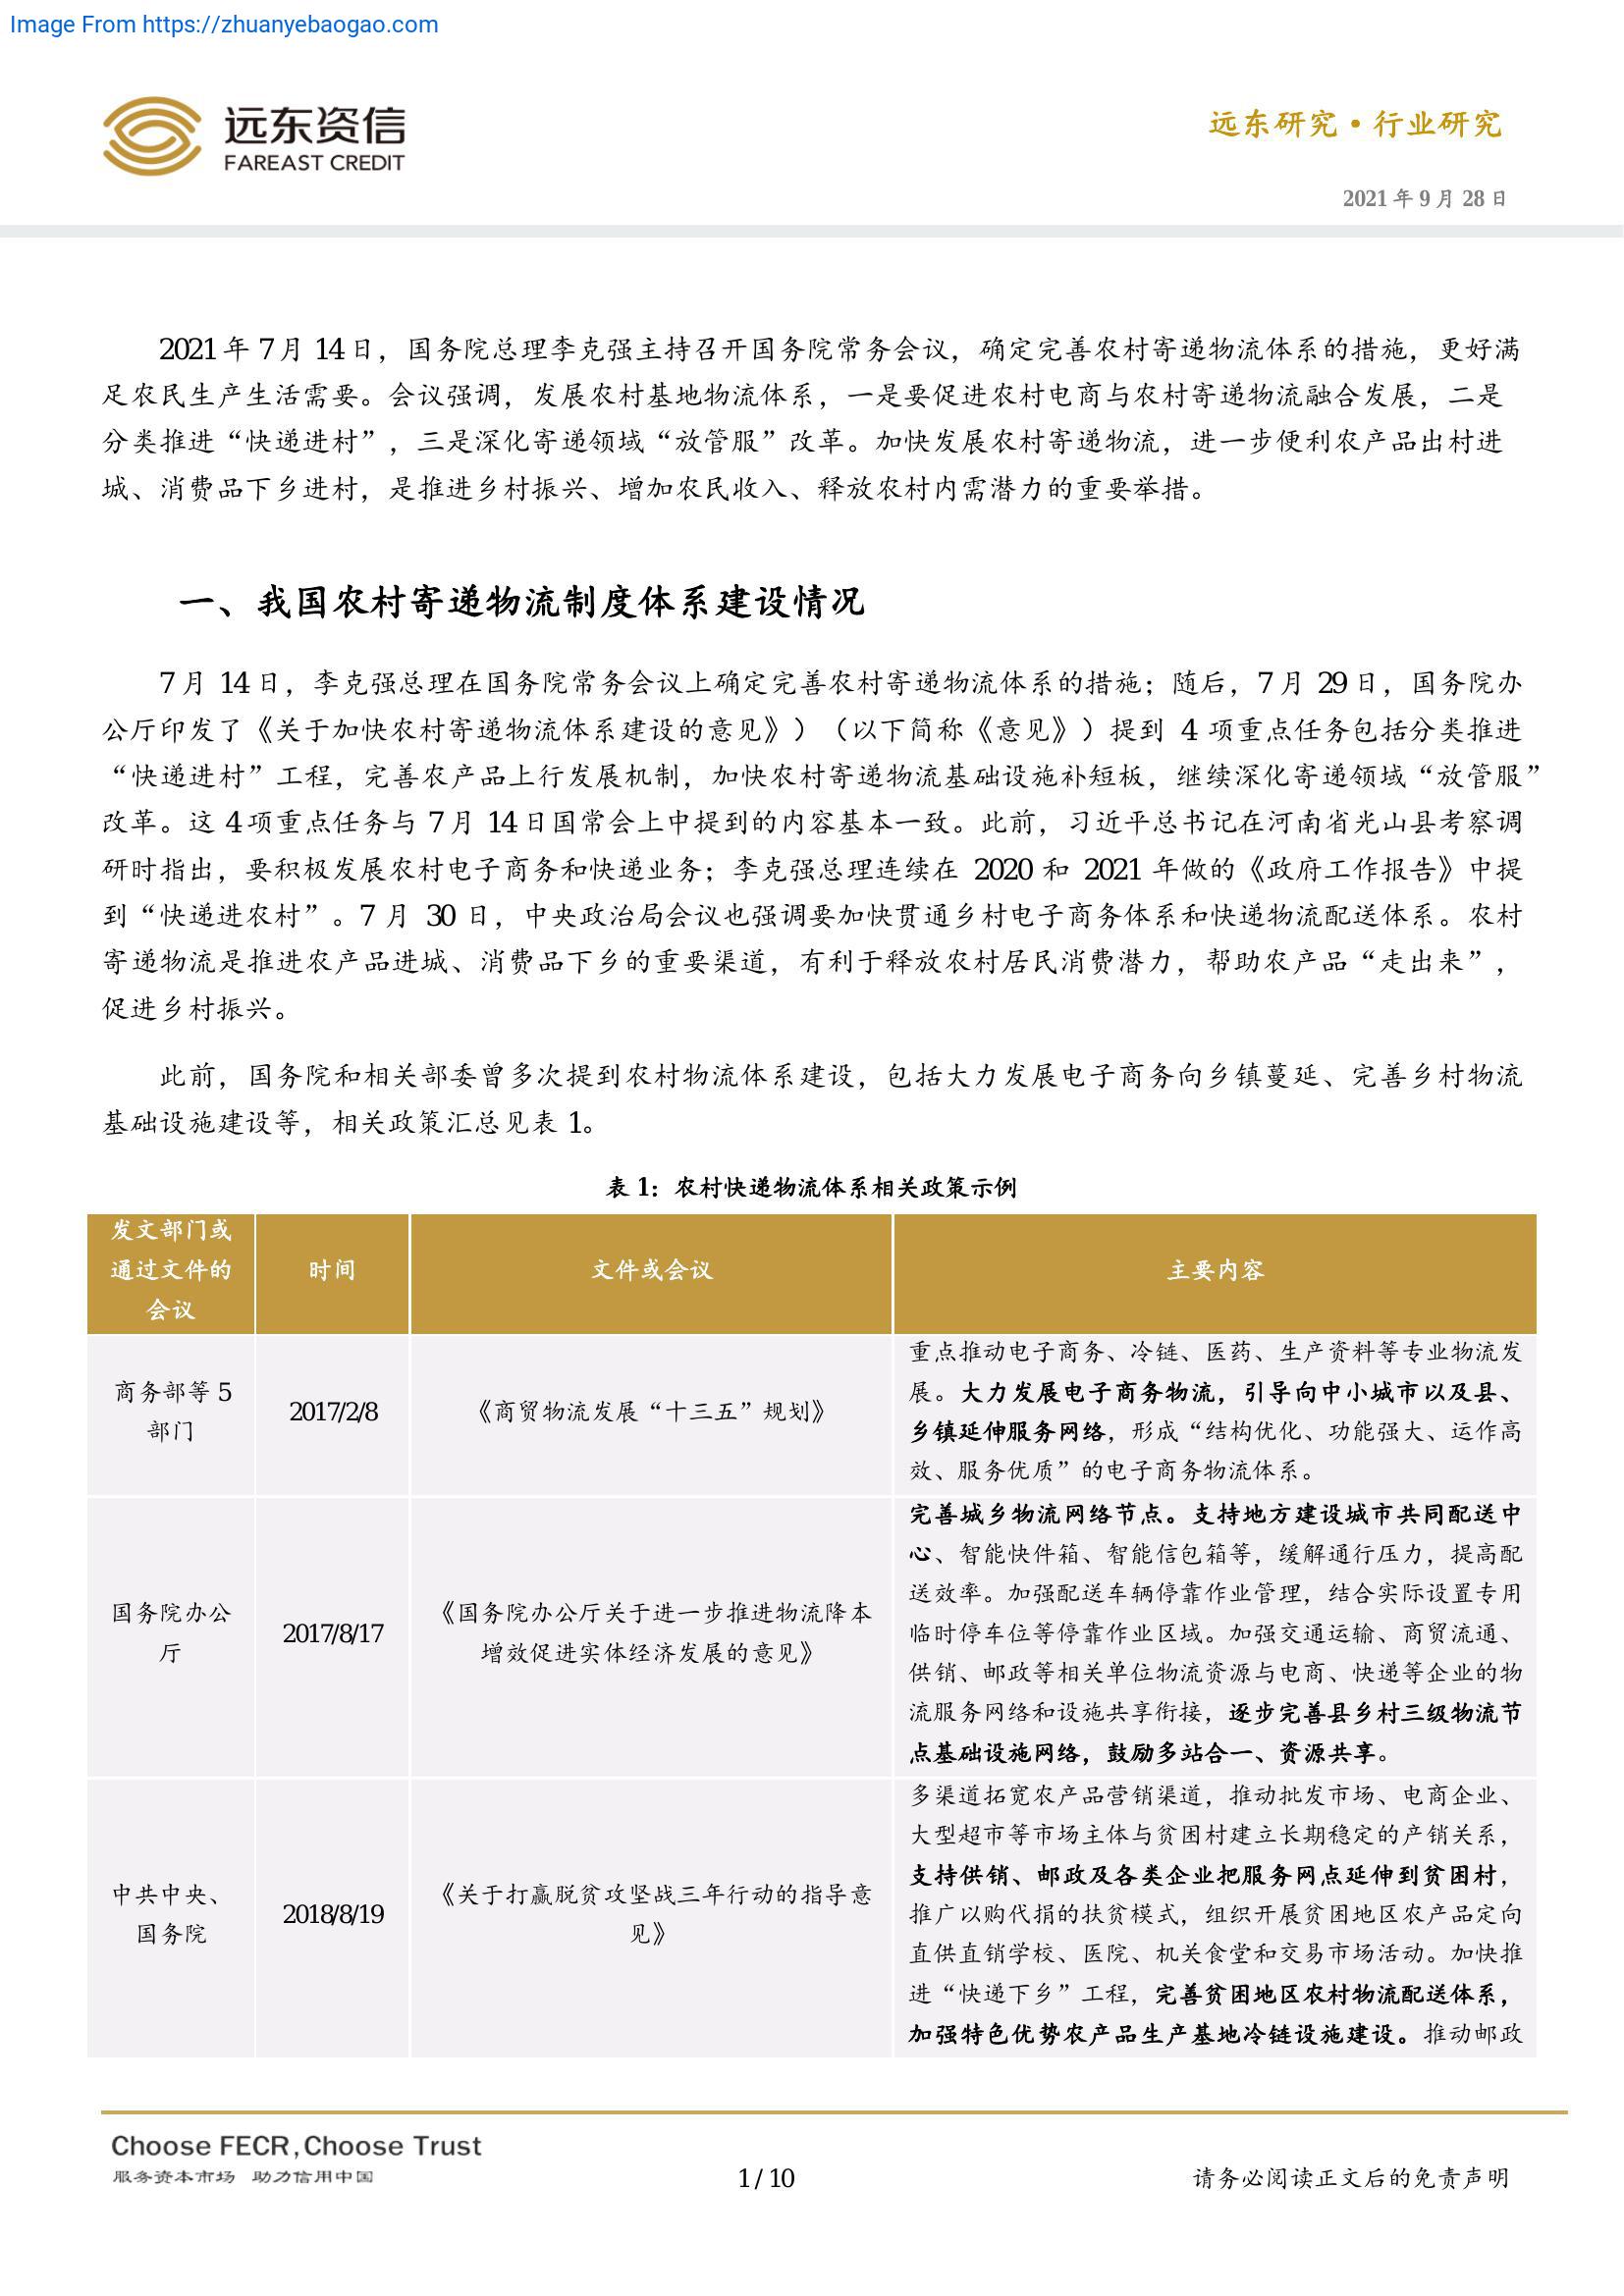 Image From https://zhuanyebaogao.com
远东资信
FAREAST CREDIT
远东研究·行业研究
2021 年 9 月 28 日
2021 年 7 月 14 日，国务院总理李克强主持召开国务院常务会议，确定完善农村寄递物流体系的措施，更好满
足农民生产生活需要。会议强调，发展农村基地物流体系，一是要促进农村电商与农村寄递物流融合发展，二是
分类推进“快递进村”，三是深化寄递领域“放管服”改革。加快发展农村寄递物流，进一步便利农产品出村进
城、消费品下乡进村，是推进乡村振兴、增加农民收入、释放农村内需潜力的重要举措。
一、我国农村寄递物流制度体系建设情况
7 月 14 日，李克强总理在国务院常务会议上确定完善农村寄递物流体系的措施；随后，7 月 29 日，国务院办
公厅印发了《关于加快农村寄递物流体系建设的意见》）（以下简称《意见》）提到 4 项重点任务包括分类推进
“快递进村”工程，完善农产品上行发展机制，加快农村寄递物流基础设施补短板，继续深化寄递领域“放管服”
改革。这 4 项重点任务与 7 月 14 日国常会上中提到的内容基本一致。此前，习近平总书记在河南省光山县考察调
研时指出，要积极发展农村电子商务和快递业务；李克强总理连续在 2020 和 2021 年做的《政府工作报告》中提
到“快递进农村”。7 月 30 日，中央政治局会议也强调要加快贯通乡村电子商务体系和快递物流配送体系。农村
寄递物流是推进农产品进城、消费品下乡的重要渠道，有利于释放农村居民消费潜力，帮助农产品“走出来”，
促进乡村振兴。
此前，国务院和相关部委曾多次提到农村物流体系建设，包括大力发展电子商务向乡镇蔓延、完善乡村物流
基础设施建设等，相关政策汇总见表 1。
表 1：农村快递物流体系相关政策示例
发文部门或
通过文件的
会议
时间
文件或会议
主要内容
商务部等 5
部门
2017/2/8
《商贸物流发展“十三五”规划》
重点推动电子商务、冷链、医药、生产资料等专业物流发
展。大力发展电子商务物流，引导向中小城市以及县、
乡镇延伸服务网络，形成“结构优化、功能强大、运作高
效、服务优质”的电子商务物流体系。
国务院办公
厅
2017/8/17
《国务院办公厅关于进一步推进物流降本
增效促进实体经济发展的意见》
完善城乡物流网络节点。支持地方建设城市共同配送中
心、智能快件箱、智能信包箱等，缓解通行压力，提高配
送效率。加强配送车辆停靠作业管理，结合实际设置专用
临时停车位等停靠作业区域。加强交通运输、商贸流通、
供销、邮政等相关单位物流资源与电商、快递等企业的物
流服务网络和设施共享衔接，逐步完善县乡村三级物流节
点基础设施网络，鼓励多站合一、资源共享。
中共中央、
国务院
2018/8/19
《关于打赢脱贫攻坚战三年行动的指导意
见》
多渠道拓宽农产品营销渠道，推动批发市场、电商企业、
大型超市等市场主体与贫困村建立长期稳定的产销关系，
支持供销、邮政及各类企业把服务网点延伸到贫困村，
推广以购代捐的扶贫模式，组织开展贫困地区农产品定向
直供直销学校、医院、机关食堂和交易市场活动。加快推
进“快递下乡”工程，完善贫困地区农村物流配送体系，
加强特色优势农产品生产基地冷链设施建设。推动邮政
Choose FECR,Choose Trust
服务资本市场 助力信用中国
1 / 10
请务必阅读正文后的免责声明